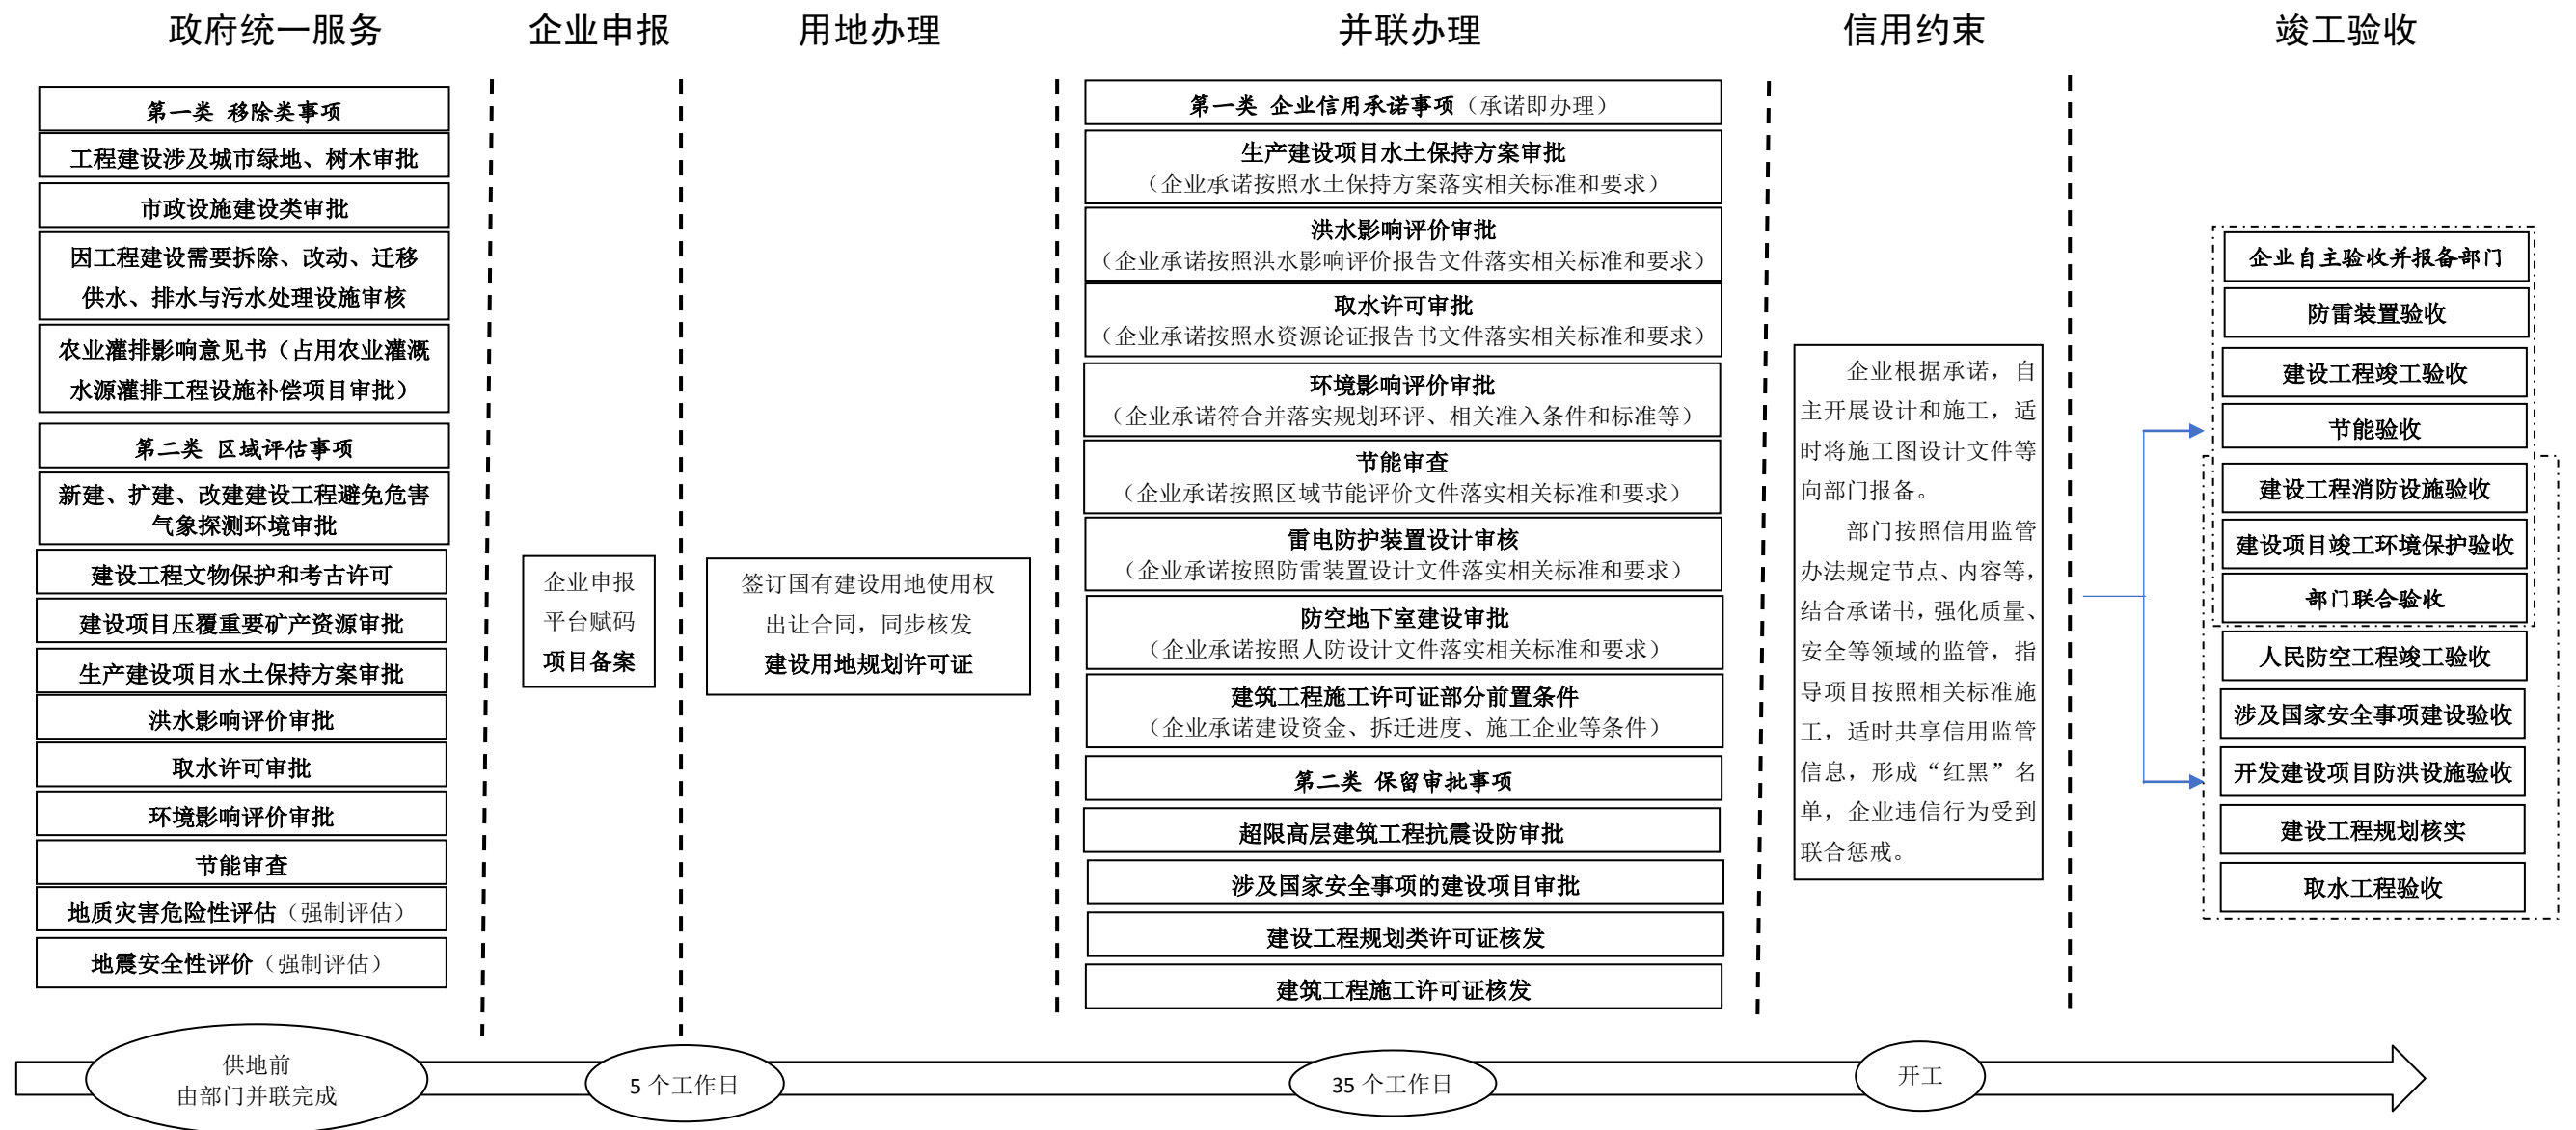 政府统一服务
企业申报
用地办理
并联办理
信用约束
竣工验收
第一类 移除类事项
工程建设涉及城市绿地、树木审批
市政设施建设类审批
因工程建设需要拆除、改动、迁移
供水、排水与污水处理设施审核
农业灌排影响意见书（占用农业灌溉
水源灌排工程设施补偿项目审批）
第二类 区域评估事项
新建、扩建、改建建设工程避免危害
气象探测环境审批
建设工程文物保护和考古许可
建设项目压覆重要矿产资源审批
生产建设项目水土保持方案审批
洪水影响评价审批
取水许可审批
环境影响评价审批
节能审查
地质灾害危险性评估（强制评估）
地震安全性评价（强制评估）
企业申报
平台赋码
项目备案
签订国有建设用地使用权
出让合同，同步核发
建设用地规划许可证
第一类 企业信用承诺事项（承诺即办理）
生产建设项目水土保持方案审批
（企业承诺按照水土保持方案落实相关标准和要求）
洪水影响评价审批
（企业承诺按照洪水影响评价报告文件落实相关标准和要求）
取水许可审批
（企业承诺按照水资源论证报告书文件落实相关标准和要求）
环境影响评价审批
（企业承诺符合并落实规划环评、相关准入条件和标准等）
节能审查
（企业承诺按照区域节能评价文件落实相关标准和要求）
雷电防护装置设计审核
（企业承诺按照防雷装置设计文件落实相关标准和要求）
防空地下室建设审批
（企业承诺按照人防设计文件落实相关标准和要求）
建筑工程施工许可证部分前置条件
（企业承诺建设资金、拆迁进度、施工企业等条件）
第二类 保留审批事项
超限高层建筑工程抗震设防审批
涉及国家安全事项的建设项目审批
建设工程规划类许可证核发
建筑工程施工许可证核发
企业根据承诺，自
主开展设计和施工，适
时将施工图设计文件等
向部门报备。
部门按照信用监管
办法规定节点、内容等，
结合承诺书，强化质量、
安全等领域的监管，指
导项目按照相关标准施
工，适时共享信用监管
信息，形成“红黑”名
单，企业违信行为受到
联合惩戒。
企业自主验收并报备部门
防雷装置验收
建设工程竣工验收
节能验收
建设工程消防设施验收
建设项目竣工环境保护验收
部门联合验收
人民防空工程竣工验收
涉及国家安全事项建设验收
开发建设项目防洪设施验收
建设工程规划核实
取水工程验收
供地前
由部门并联完成
5 个工作日
35 个工作日
开工